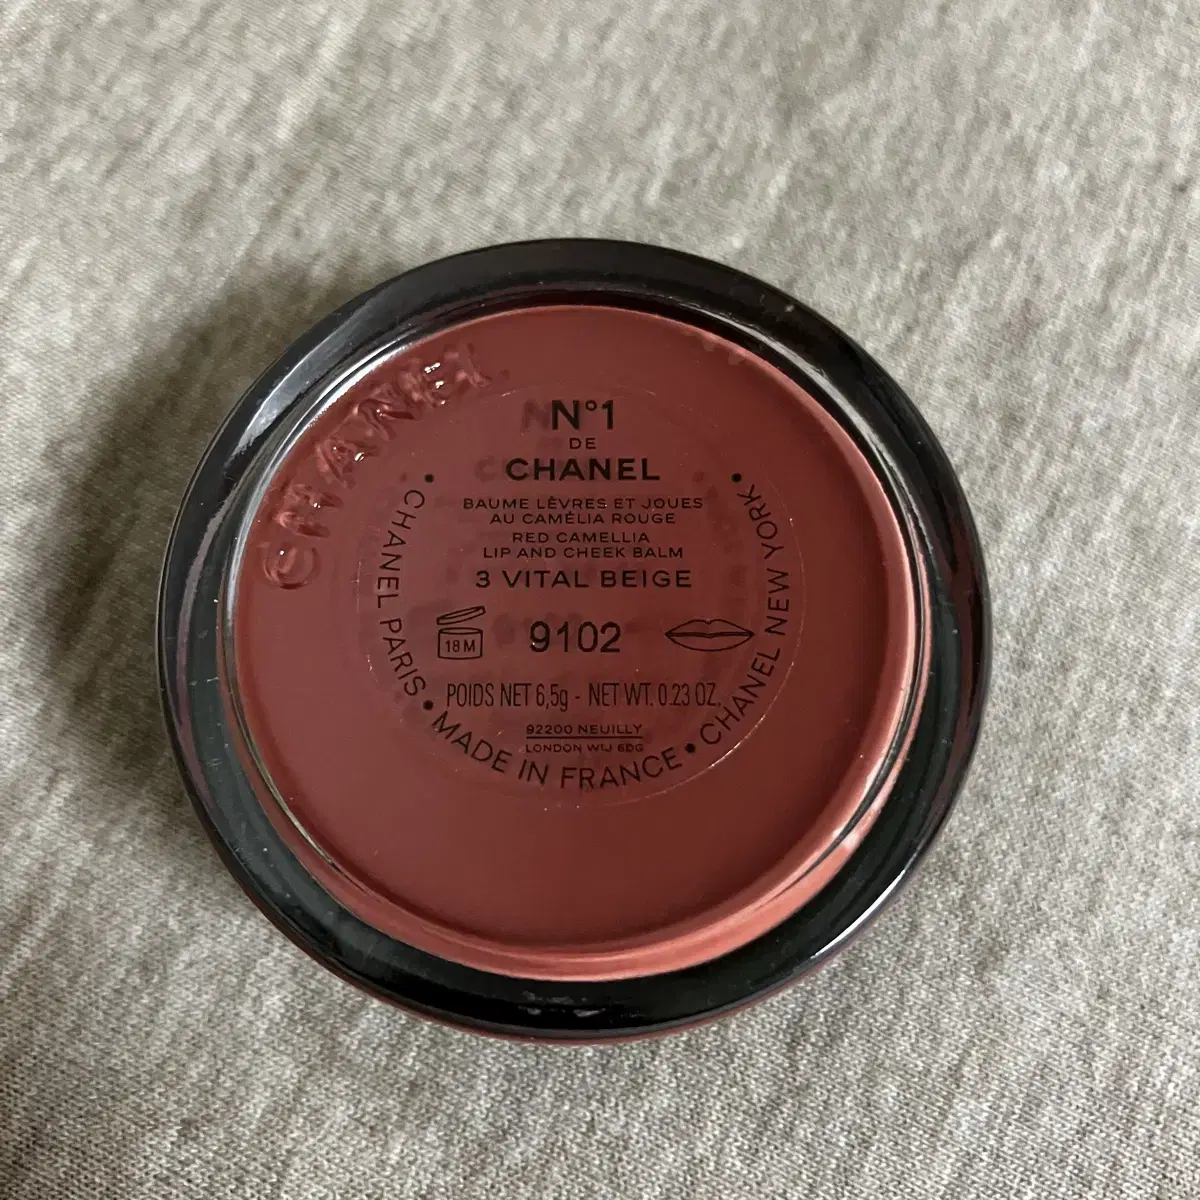 CHANEL
N°1
DE
CHANEL
BAUME LÈVRES ET JOUES
AU CAMÉLIA ROUGE
RED CAMELLIA
LIP AND CHEEK BALM
3 VITAL BEIGE
18M
9102
POIDS NET 6,5g - NET WT. 0.23 OZ.
92200 NEUILLY
LONDON W1J 6DG
• CHANEL PARIS • MADE IN FRANCE • CHANEL NEW YORK •